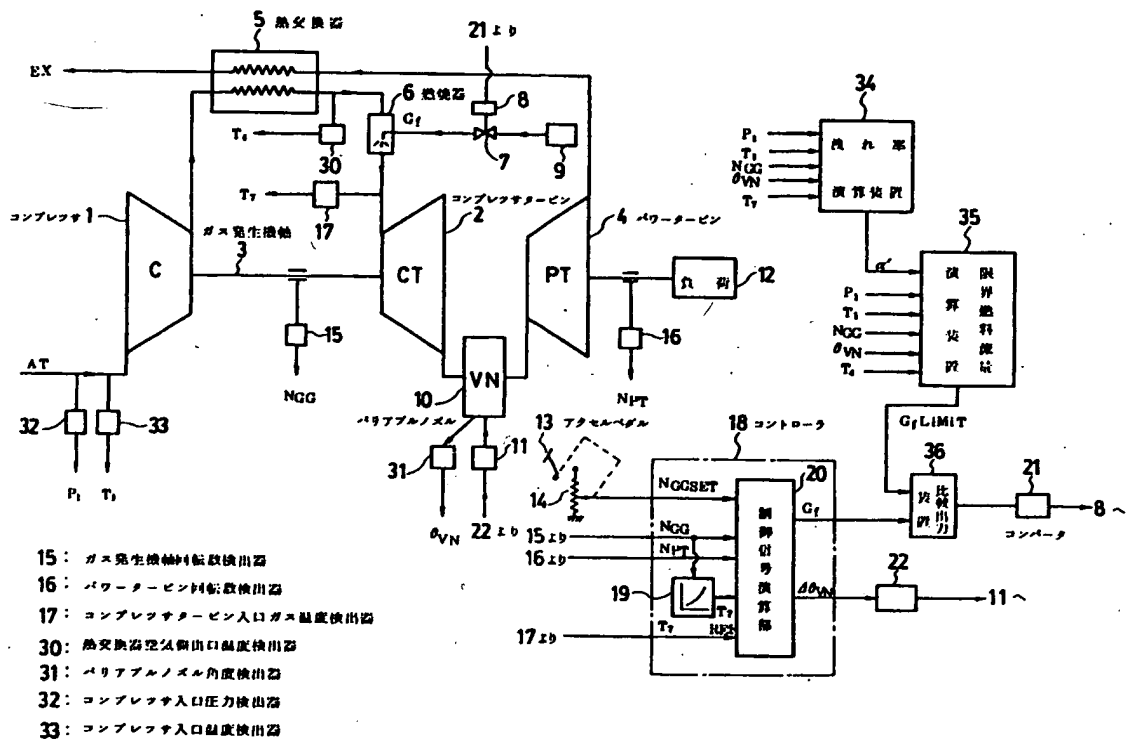 5 熱交換器
21より
EX
6 燃焼器
8
Gf
T6
30
7
9
34
P1
T1
NGG
θVN
T7
流れ率
演算装置
T7
17
コンプレッサタービン
2
コンプレッサ 1
4 パワータービン
35
ガス発生機軸
3
C
CT
PT
負荷
12
α
P1
T1
NGG
θVN
T6
限界燃料流量
演算装置
15
16
AT
NGG
VN
10
NPT
GfLIMIT
32
33
バリアブルノズル
13 アクセルペダル
18 コントローラ
36
31
11
20
21
P1
T1
14
NGGSET
Gf
比較出力
装置
8へ
θVN
22より
15より
NGG
コンバータ
16より
NPT
制御信号演算部
22
19
ΔθVN
11へ
T7
REF
17より
T7
15: ガス発生機軸回転数検出器
16: パワータービン回転数検出器
17: コンプレッサタービン入口ガス温度検出器
30: 熱交換器空気側出口温度検出器
31: バリアブルノズル角度検出器
32: コンプレッサ入口圧力検出器
33: コンプレッサ入口温度検出器